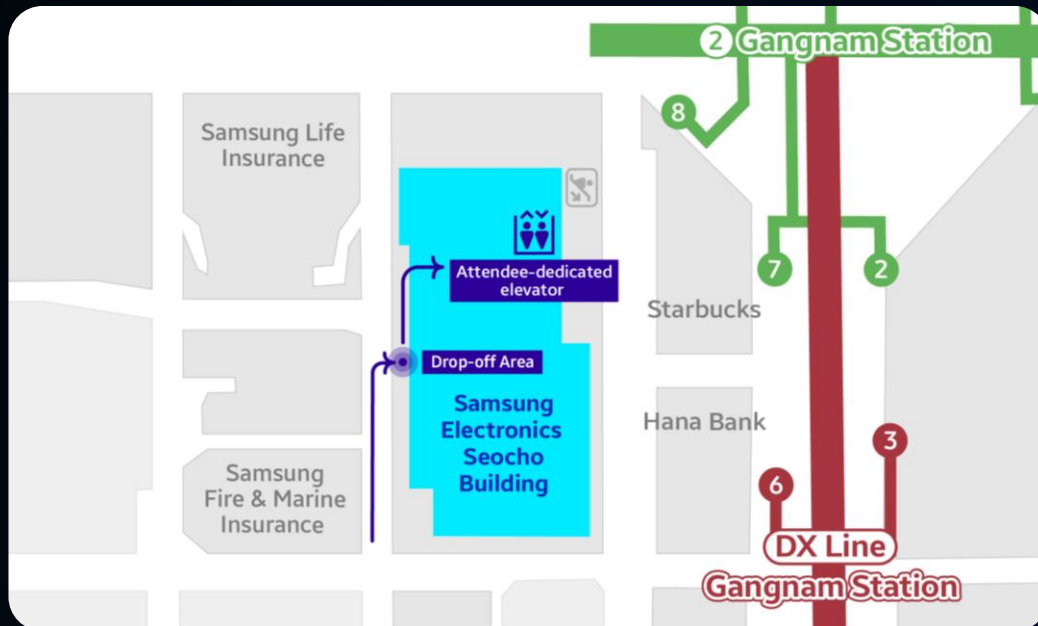 2 Gangnam Station
8
Samsung Life
Insurance
Attendee-dedicated
elevator
7
2
Starbucks
Drop-off Area
Samsung
Electronics
Seocho
Building
Hana Bank
3
Samsung
Fire & Marine
Insurance
6
DX Line
Gangnam Station